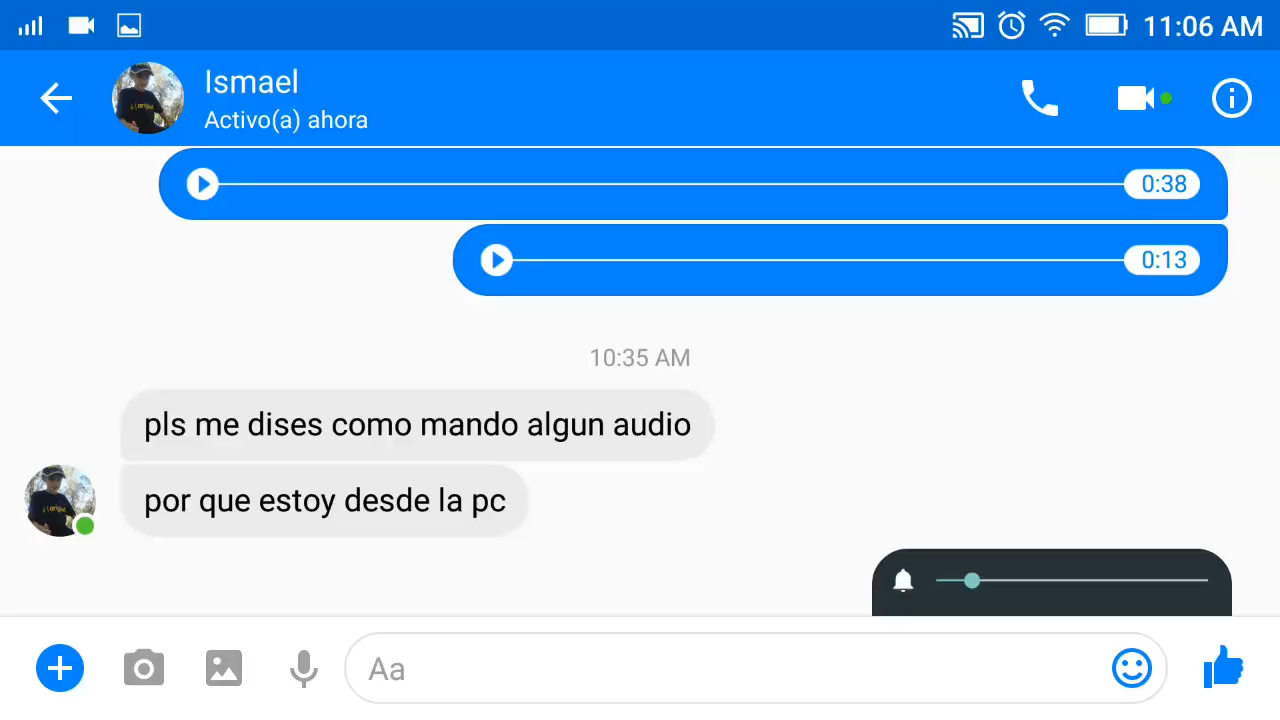 11:06 AM
Ismael
Activo(a) ahora
0:38
0:13
10:35 AM
pls me dises como mando algun audio
por que estoy desde la pc
Aa